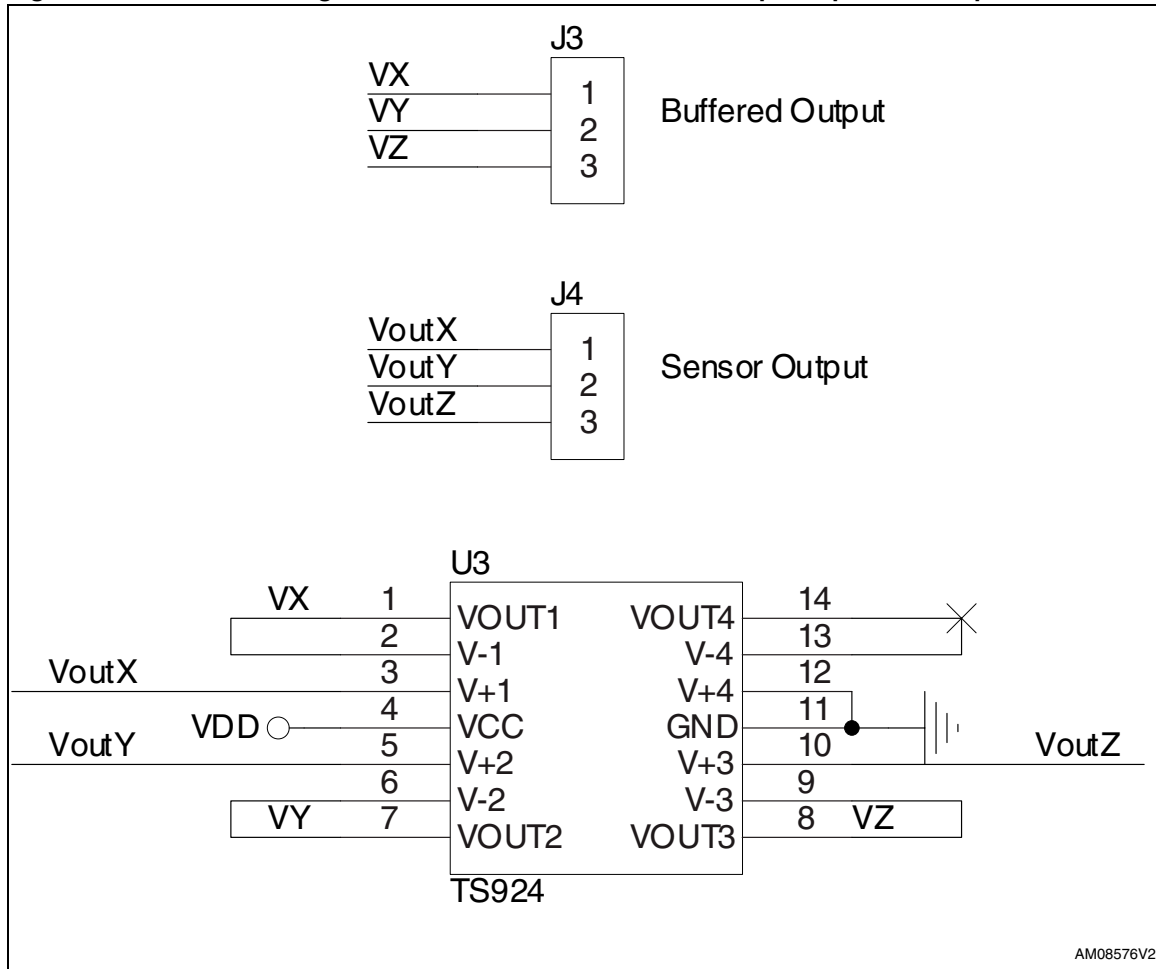 J3
VX
VY
VZ
1
2
3
Buffered Output
J4
VoutX
VoutY
VoutZ
1
2
3
Sensor Output
U3
VX 1 VOUT1 VOUT4 14
2 V-1 V-4 13
VoutX 3 V+1 V+4 12
VDD 4 VCC GND 11
VoutY 5 V+2 V+3 10 VoutZ
6 V-2 V-3 9
VY 7 VOUT2 VOUT3 8 VZ
TS924
AM08576V2